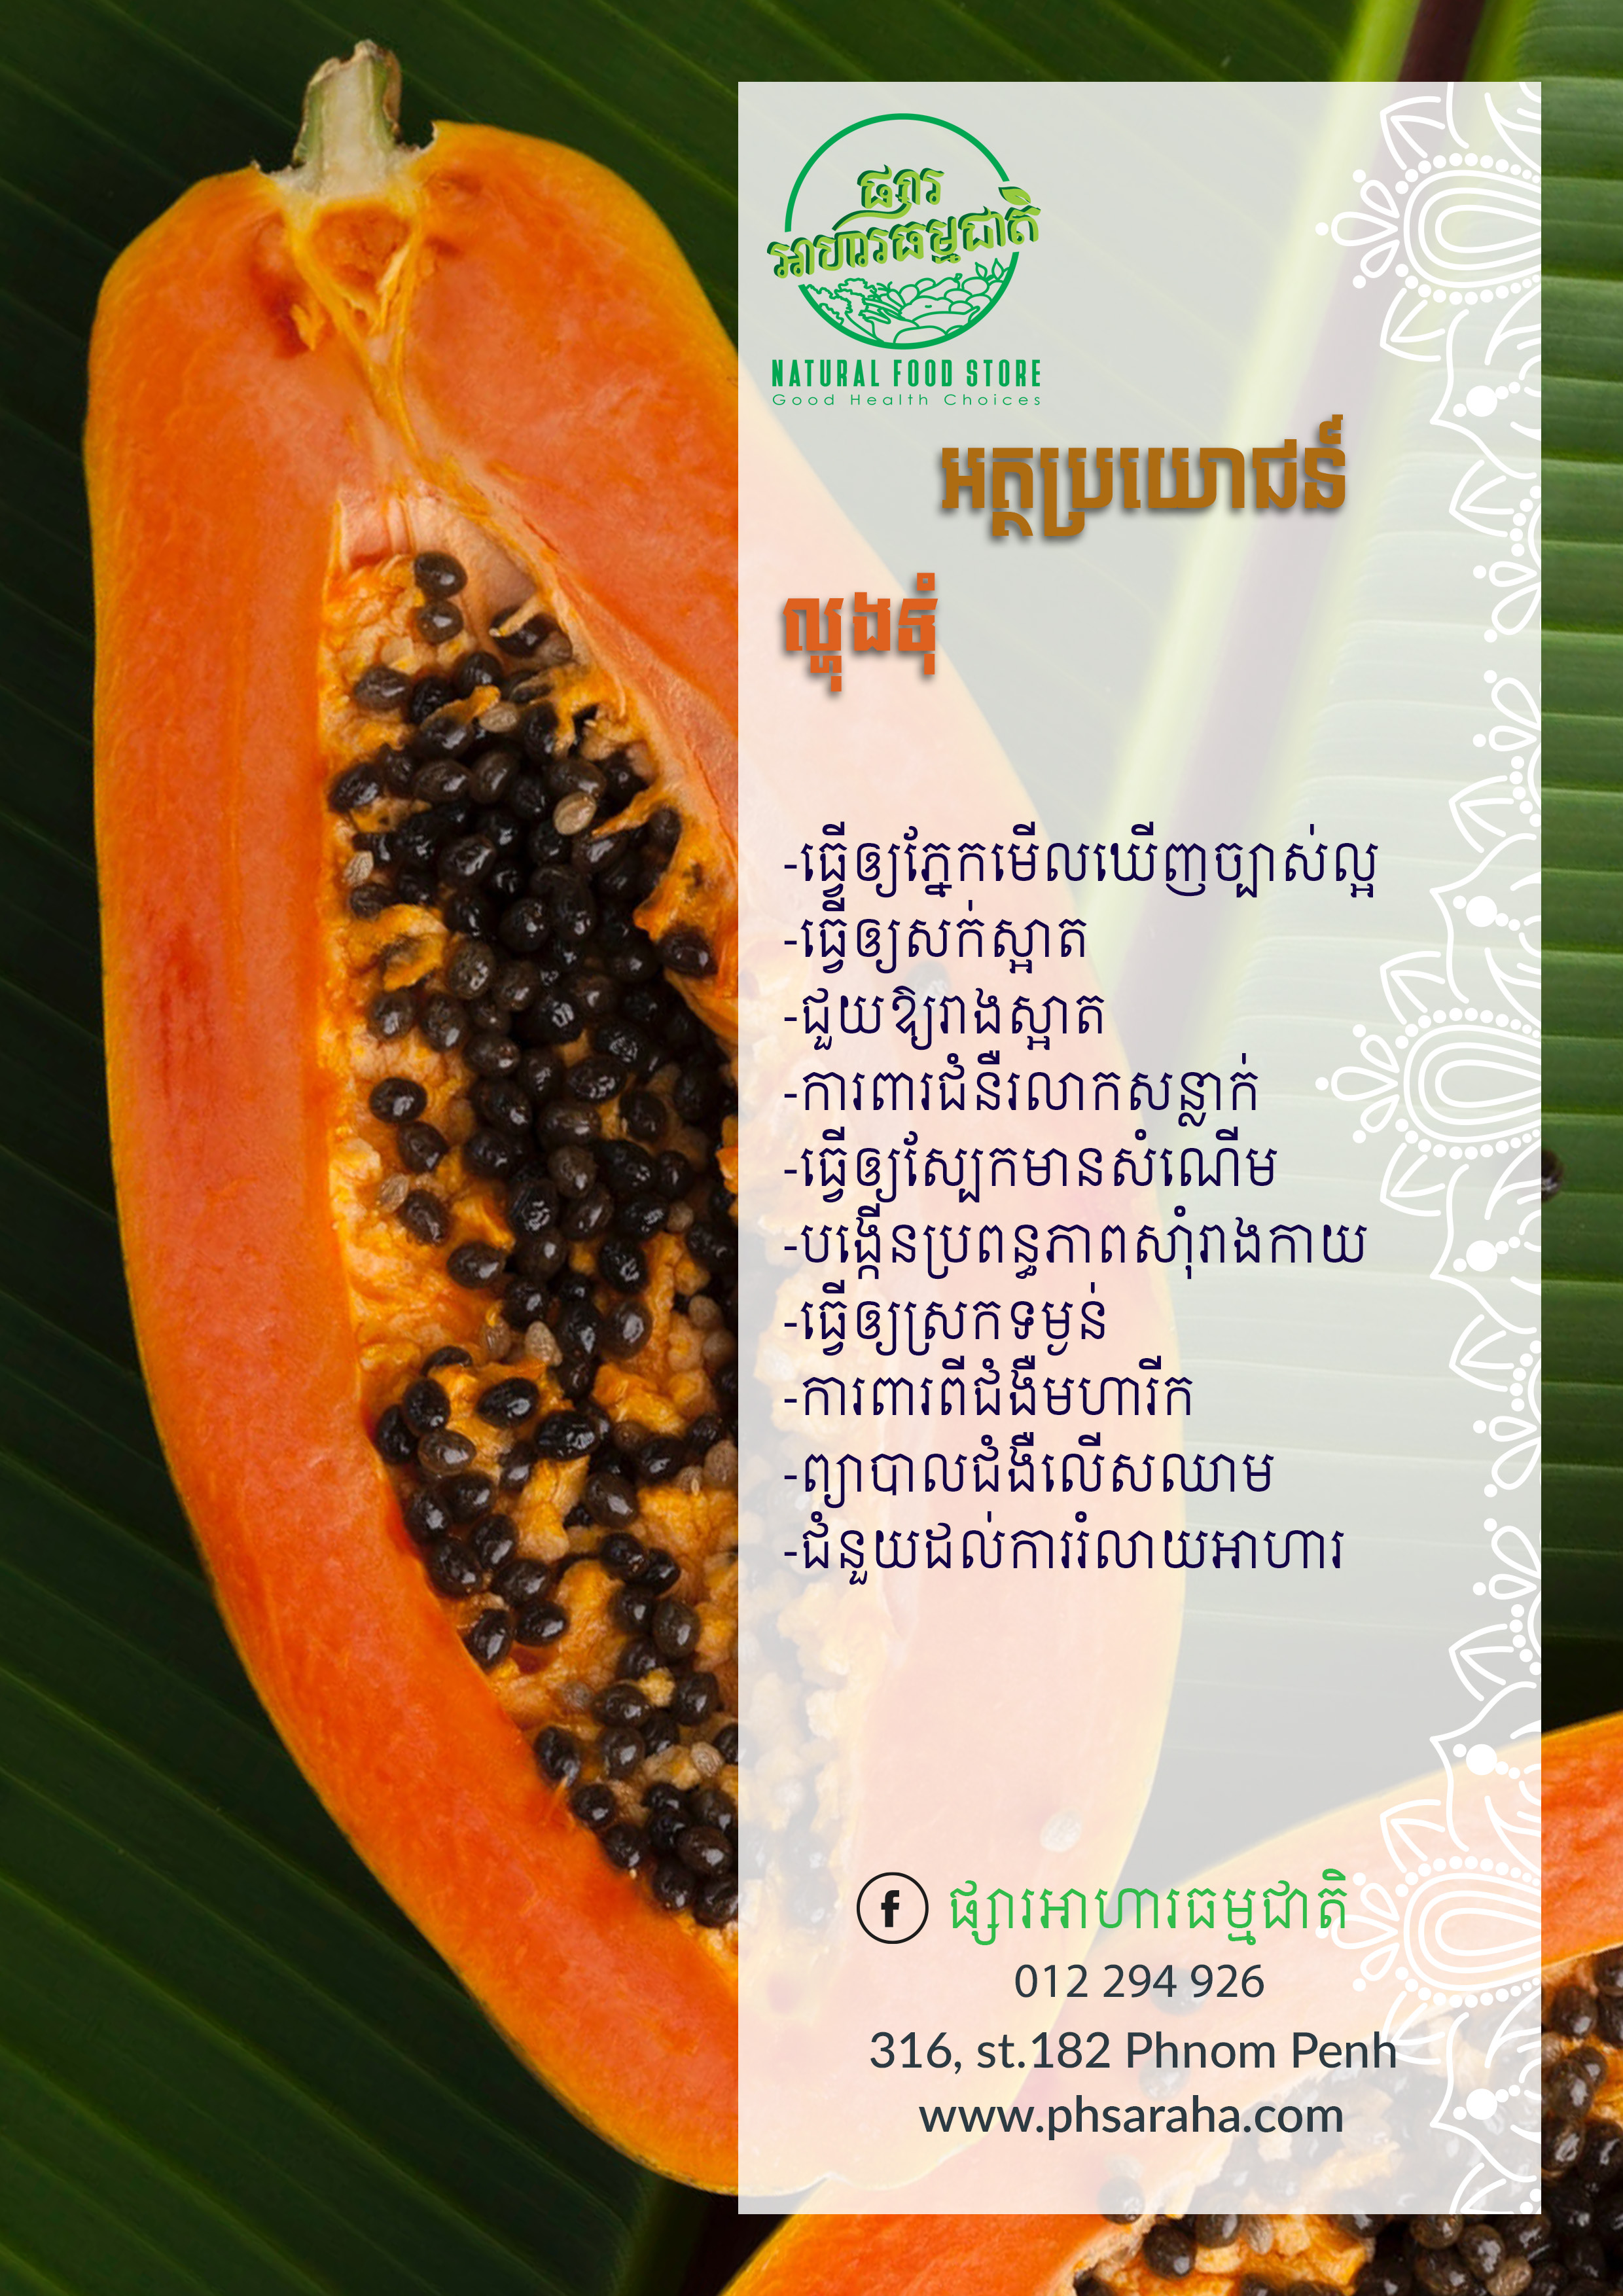 ផ្សារ
អាហារធម្មជាតិ
NATURAL FOOD STORE
Good Health Choices
អត្ថប្រយោជន៍
ល្ហុងទុំ
-ធ្វើឲ្យភ្នែកមើលឃើញច្បាស់ល្អ
-ធ្វើឲ្យសក់ស្អាត
-ជួយឱ្យរាងស្អាត
-ការពារជំនឺរលាកសន្លាក់
-ធ្វើឲ្យស្បែកមានសំណើម
-បង្កើនប្រពន្ធភាពស៊ាំរាងកាយ
-ធ្វើឲ្យស្រកទម្ងន់
-ការពារពីជំងឺមហារីក
-ព្យាបាលជំងឺលើសឈាម
-ជំនួយដល់ការរំលាយអាហារ
f ផ្សារអាហារធម្មជាតិ
012 294 926
316, st.182 Phnom Penh
www.phsaraha.com